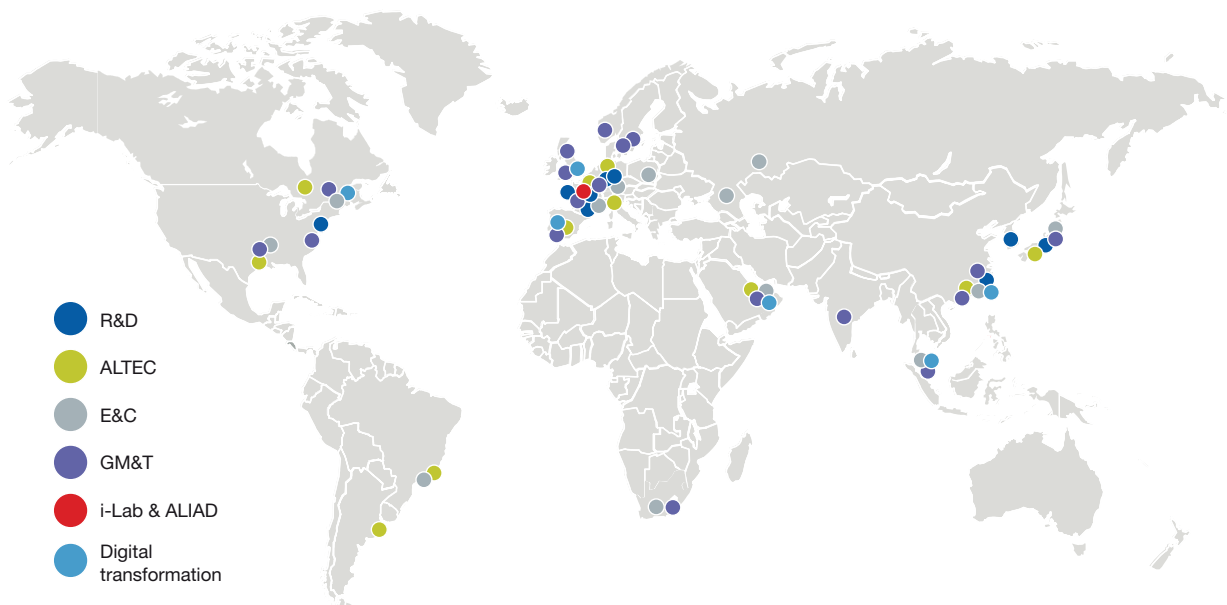 R&D
ALTEC
E&C
GM&T
i-Lab & ALIAD
Digital
transformation